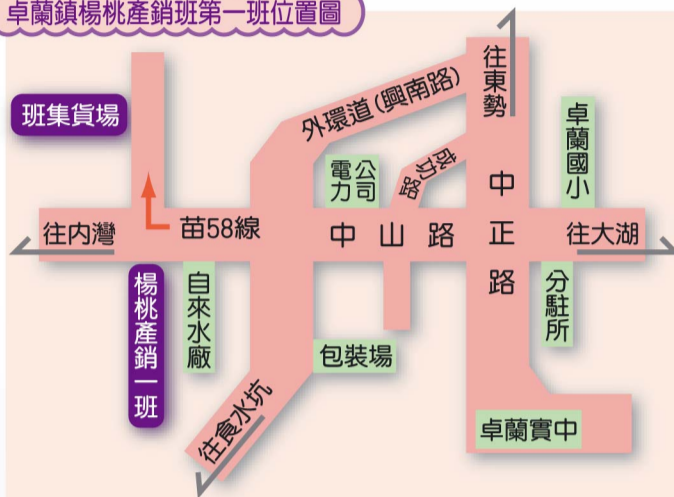 卓蘭鎮楊桃產銷班第一班位置圖
班集貨場
外環道(興南路)
往東勢
卓蘭國小
電力公司
成功路
往內灣
苗58線
中山路
中正路
往大湖
楊桃產銷一班
自來水廠
包裝場
分駐所
往食水坑
卓蘭實中